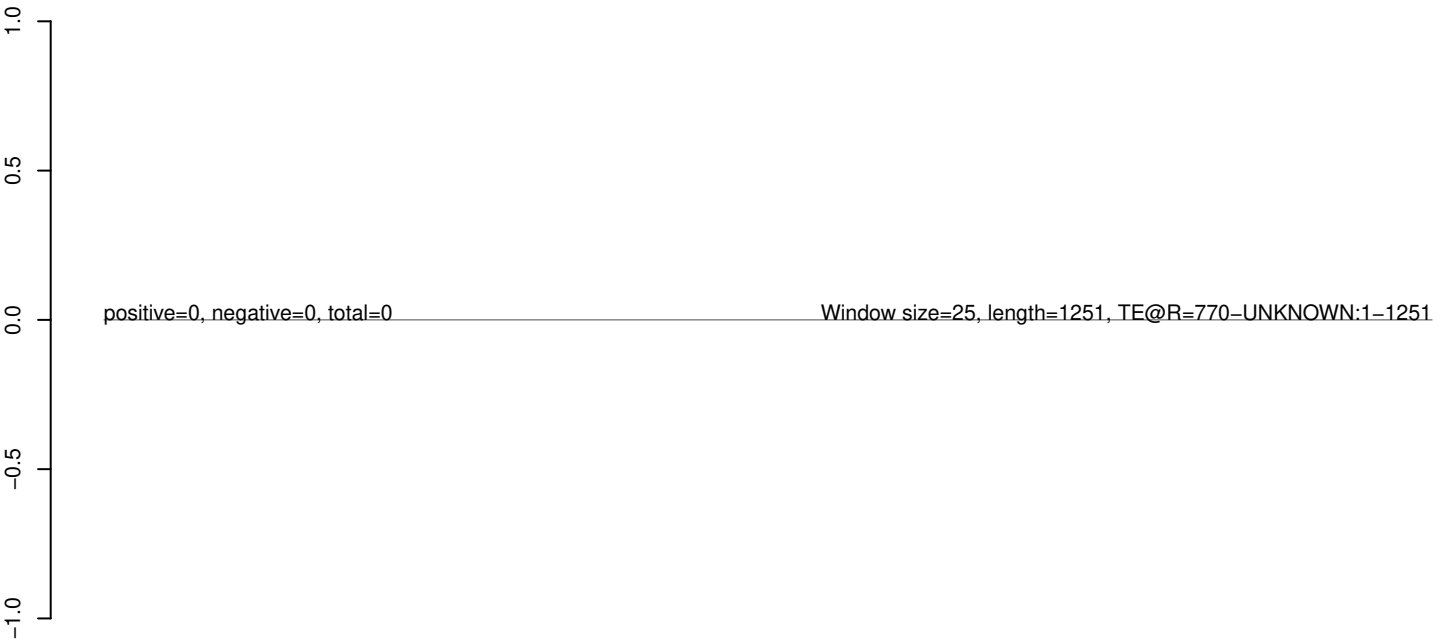 1.0
0.5
positive=0, negative=0, total=0
Window size=25, length=1251, TE@R=770−UNKNOWN:1−1251
0.0
−0.5
−1.0